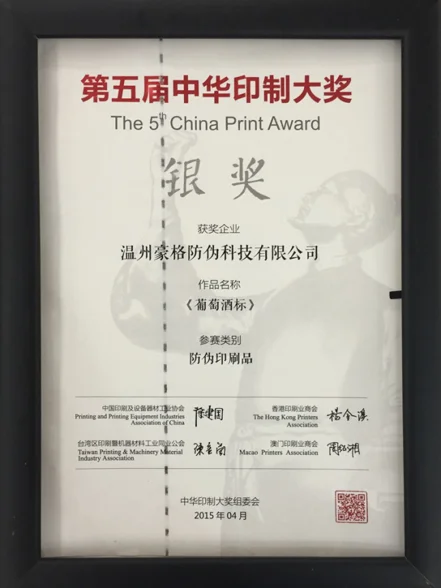 第五届中华印制大奖
The 5th China Print Award
银奖
获奖企业
温州豪格防伪科技有限公司
作品名称
《葡萄酒标》
参赛类别
防伪印刷品
中国印刷及设备器材工业协会
Printing and Printing Equipment Industries
Association of China
香港印刷业商会
The Hong Kong Printers
Association
台湾区印刷暨机器材料工业同业公会
Taiwan Printing & Machinery Material
Industry Association
澳门印刷业商会
Macao Printers Association
中华印制大奖组委会
2015 年 04 月